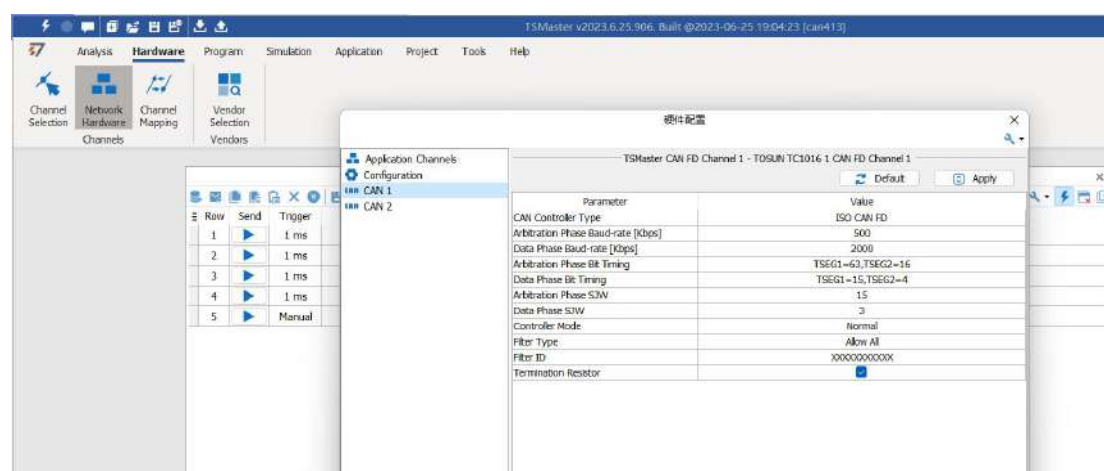 TSMaster v2023.6.25.906. Built @2023-06-25 19:04:23 [can413]
Analysis Hardware Program Simulation Application Project Tools Help
Channel Selection
Network Hardware
Channel Mapping
Vendor Selection
Channels
Vendors
硬件配置
Application Channels
Configuration
CAN 1
CAN 2
TSMaster CAN FD Channel 1 - TOSUN TC1016 1 CAN FD Channel 1
Default Apply
Parameter Value
CAN Controller Type ISO CAN FD
Arbitration Phase Baud-rate [Kbps] 500
Data Phase Baud-rate [Kbps] 2000
Arbitration Phase Bit Timing TSEG1=63,TSEG2=16
Data Phase Bit Timing TSEG1=15,TSEG2=4
Arbitration Phase SJW 15
Data Phase SJW 3
Controller Mode Normal
Filter Type Allow All
Filter ID XXXXXXXXXXX
Termination Resistor
Row Send Trigger
1 1 ms
2 1 ms
3 1 ms
4 1 ms
5 Manual